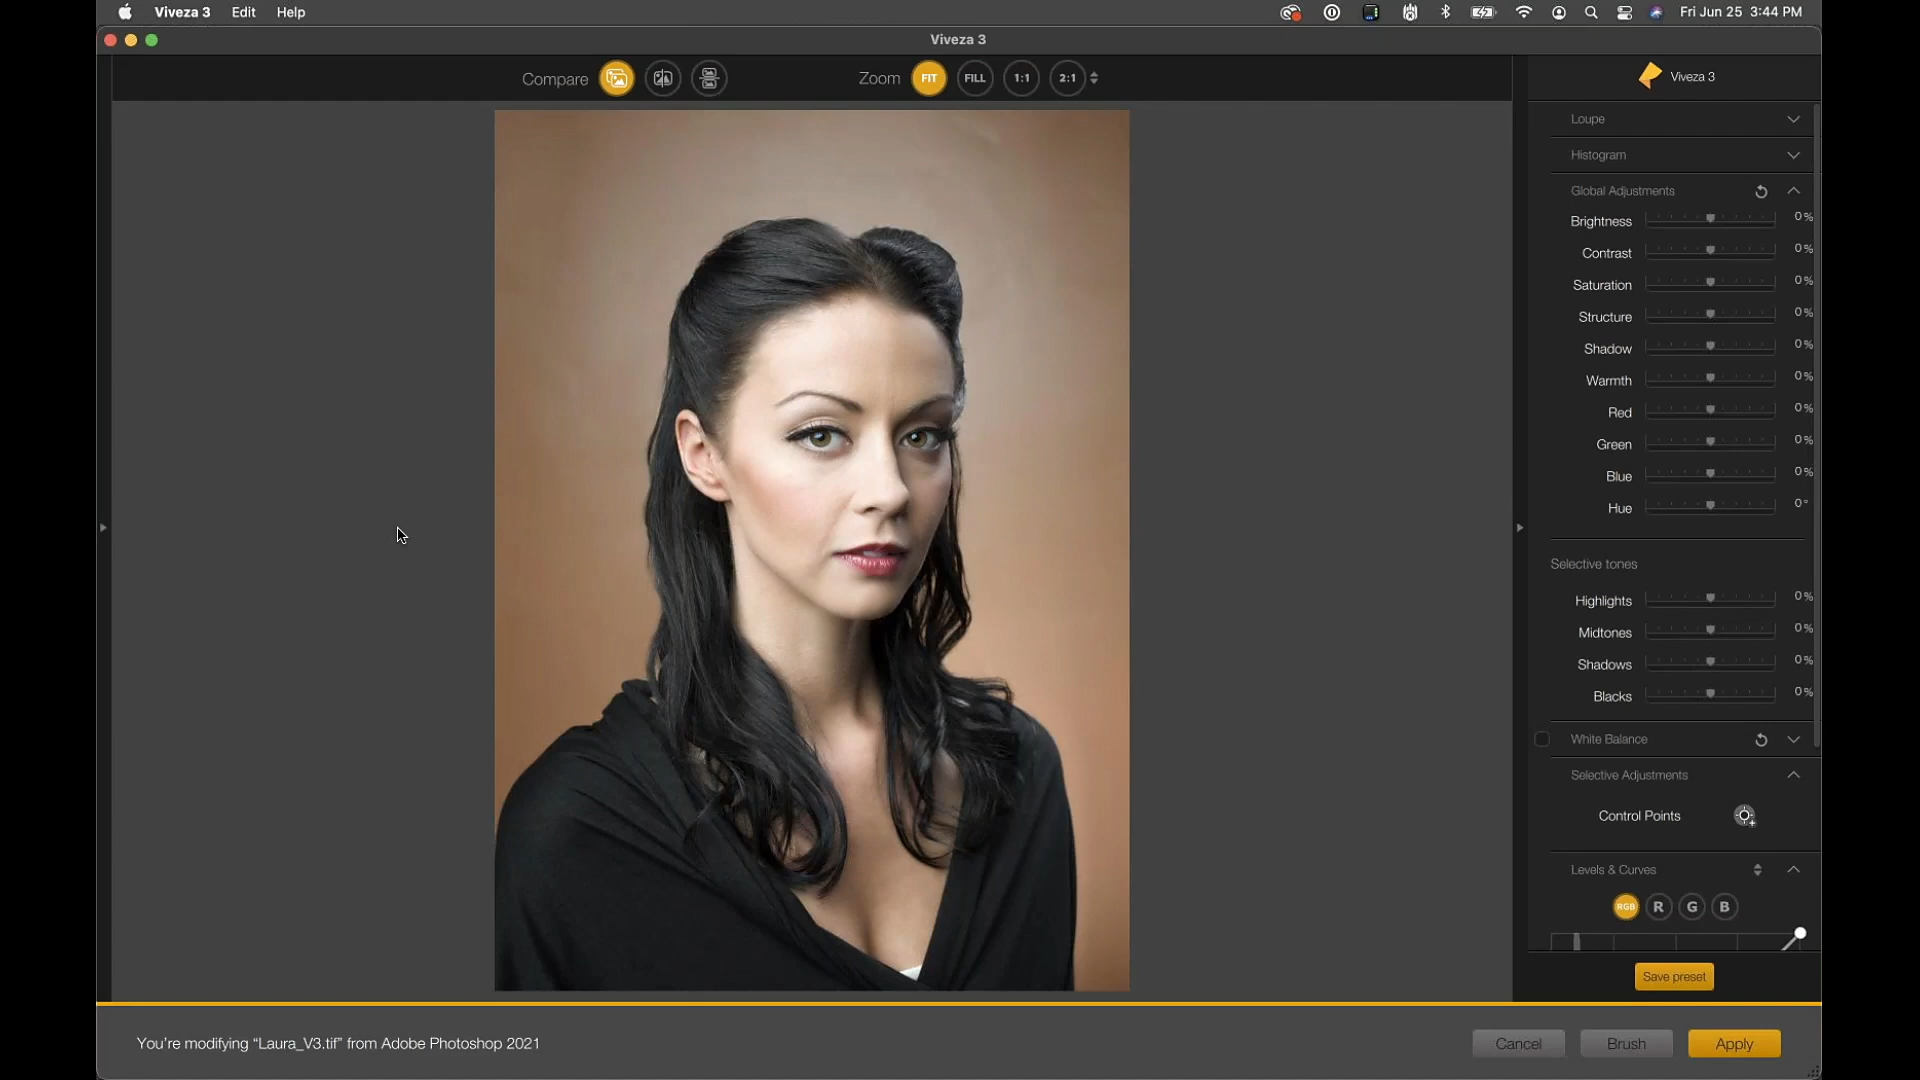 Viveza 3 Edit Help Fri Jun 25 3:44 PM
Viveza 3
Compare Zoom FIT FILL 1:1 2:1
Viveza 3
Loupe
Histogram
Global Adjustments
Brightness 0%
Contrast 0%
Saturation 0%
Structure 0%
Shadow 0%
Warmth 0%
Red 0%
Green 0%
Blue 0%
Hue 0°
Selective tones
Highlights 0%
Midtones 0%
Shadows 0%
Blacks 0%
White Balance
Selective Adjustments
Control Points
Levels & Curves
RGB R G B
Save preset
You're modifying “Laura_V3.tif” from Adobe Photoshop 2021
Cancel Brush Apply